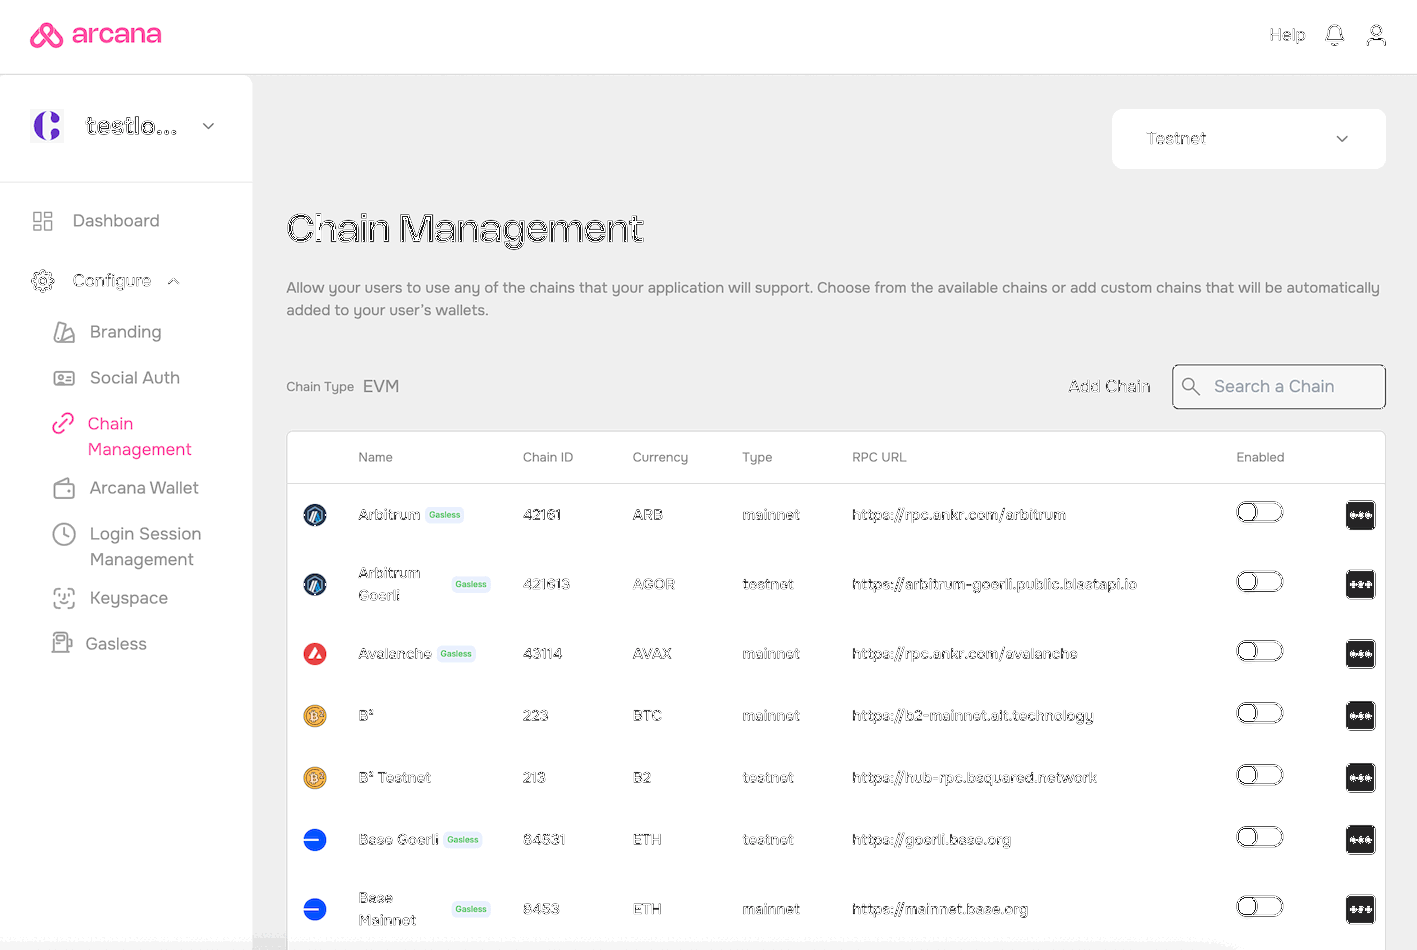 arcana
Help
testlo...
Testnet
Dashboard
Configure
Branding
Social Auth
Chain
Management
Arcana Wallet
Login Session
Management
Keyspace
Gasless
Chain Management
Allow your users to use any of the chains that your application will support. Choose from the available chains or add custom chains that will be automatically
added to your user’s wallets.
Chain Type EVM
Add Chain
Search a Chain
Name Chain ID Currency Type RPC URL Enabled
Arbitrum Gasless 42161 ARB mainnet https://rpc.ankr.com/arbitrum
Arbitrum
Goerli Gasless 421613 AGOR testnet https://arbitrum-goerli.public.blastapi.io
Avalanche Gasless 43114 AVAX mainnet https://rpc.ankr.com/avalanche
B² 223 BTC mainnet https://b2-mainnet.alt.technology
B² Testnet 213 B2 testnet https://hub-rpc.bsquared.network
Base Goerli Gasless 84531 ETH testnet https://goerli.base.org
Base
Mainnet Gasless 8453 ETH mainnet https://mainnet.base.org